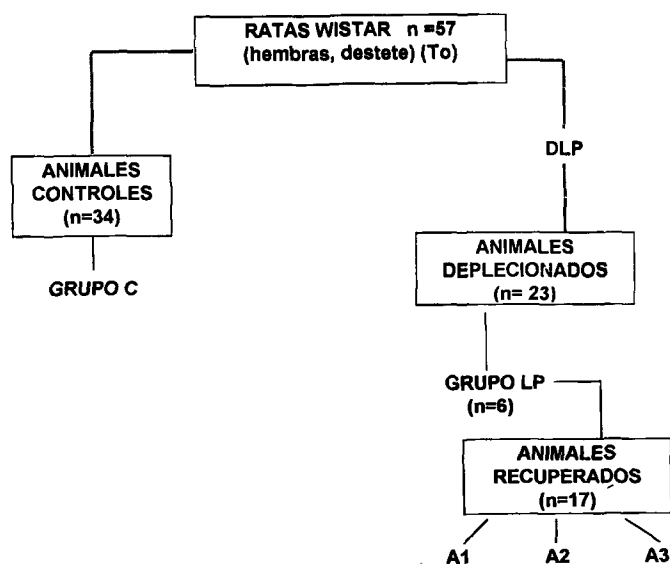 RATAS WISTAR n =57
(hembras, destete) (To)
DLP
ANIMALES
CONTROLES
(n=34)
GRUPO C
ANIMALES
DEPLECIONADOS
(n= 23)
GRUPO LP
(n=6)
ANIMALES
RECUPERADOS
(n=17)
A1 A2 A3